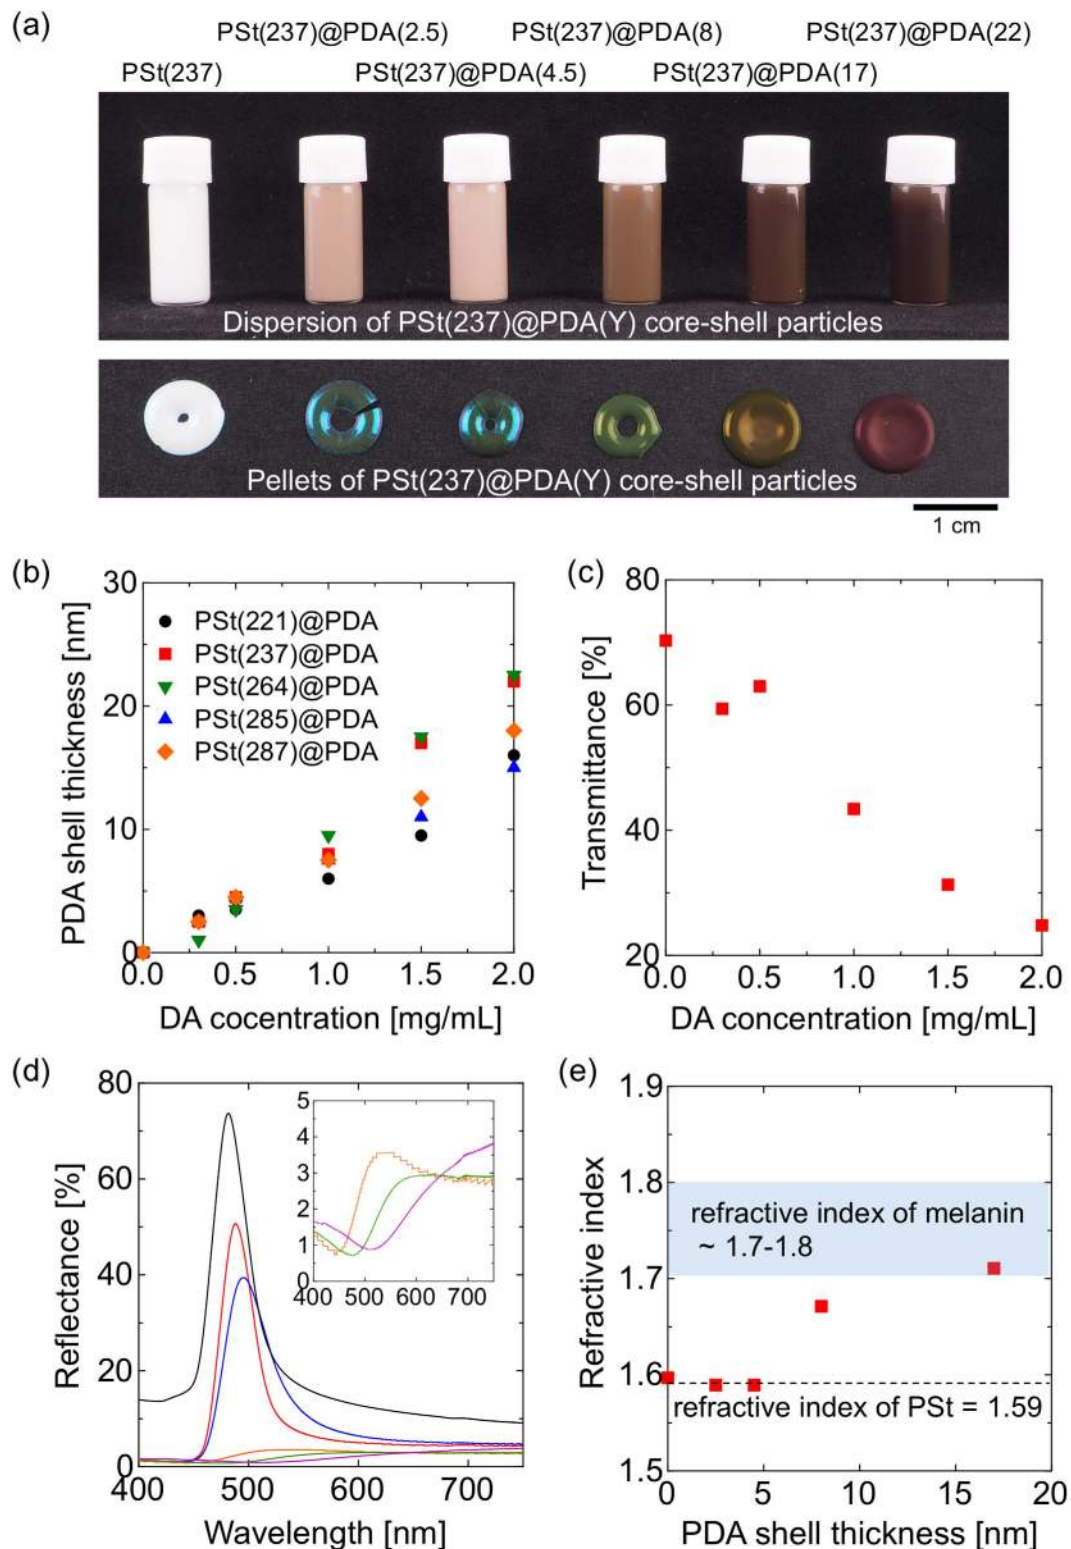 (a)
PSt(237)@PDA(2.5) PSt(237)@PDA(8) PSt(237)@PDA(22)
PSt(237) PSt(237)@PDA(4.5) PSt(237)@PDA(17)
Dispersion of PSt(237)@PDA(Y) core-shell particles
Pellets of PSt(237)@PDA(Y) core-shell particles
1 cm
(b)
30
20
10
0
PDA shell thickness [nm]
PSt(221)@PDA
PSt(237)@PDA
PSt(264)@PDA
PSt(285)@PDA
PSt(287)@PDA
0.0 0.5 1.0 1.5 2.0
DA cocentration [mg/mL]
(c)
80
60
40
20
Transmittance [%]
0.0 0.5 1.0 1.5 2.0
DA concentration [mg/mL]
(d)
80
60
40
20
0
Reflectance [%]
5
4
3
2
1
0
400 500 600 700
400 500 600 700
Wavelength [nm]
(e)
1.9
1.8
1.7
1.6
1.5
Refractive index
refractive index of melanin
~ 1.7-1.8
refractive index of PSt = 1.59
0 5 10 15 20
PDA shell thickness [nm]